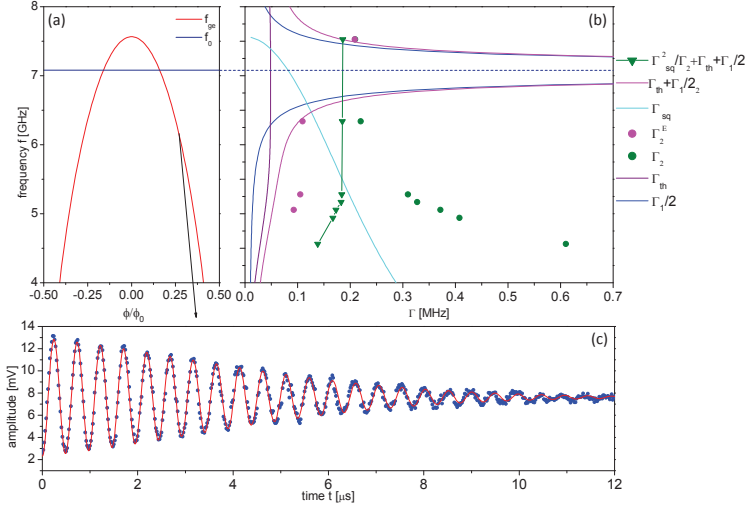 (a)
f_ge
f_0
(b)
8
7
6
5
4
frequency f [GHz]
-0.50 -0.25 0.00 0.25 0.50
ϕ/ϕ_0
0.0 0.1 0.2 0.3 0.4 0.5 0.6 0.7
Γ [MHz]
Γ^2_sq/Γ_2+Γ_th+Γ_1/2
Γ_th+Γ_1/2_2
Γ_sq
Γ_2^E
Γ_2
Γ_th
Γ_1/2
(c)
14
12
10
8
6
4
2
amplitude [mV]
0 2 4 6 8 10 12
time t [μs]